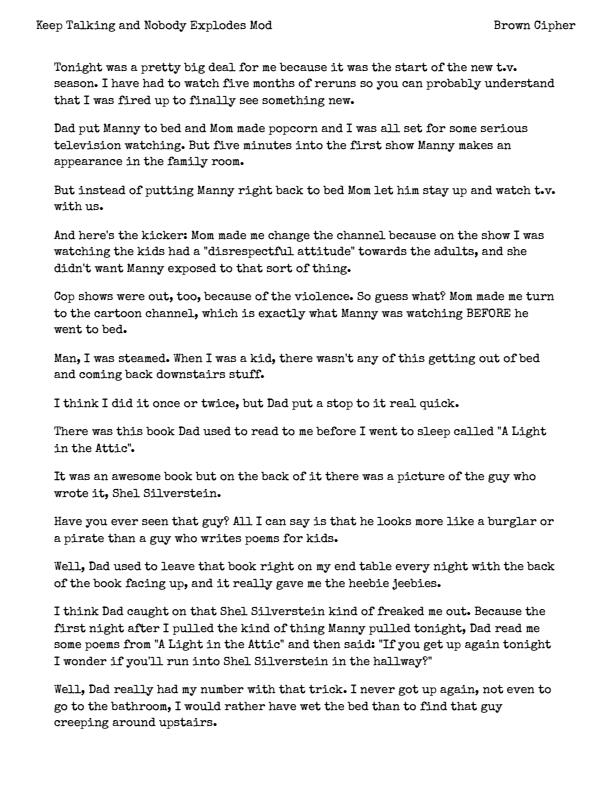 Keep Talking and Nobody Explodes Mod
Brown Cipher
Tonight was a pretty big deal for me because it was the start of the new t.v.
season. I have had to watch five months of reruns so you can probably understand
that I was fired up to finally see something new.
Dad put Manny to bed and Mom made popcorn and I was all set for some serious
television watching. But five minutes into the first show Manny makes an
appearance in the family room.
But instead of putting Manny right back to bed Mom let him stay up and watch t.v.
with us.
And here's the kicker: Mom made me change the channel because on the show I was
watching the kids had a "disrespectful attitude" towards the adults, and she
didn't want Manny exposed to that sort of thing.
Cop shows were out, too, because of the violence. So guess what? Mom made me turn
to the cartoon channel, which is exactly what Manny was watching BEFORE he
went to bed.
Man, I was steamed. When I was a kid, there wasn't any of this getting out of bed
and coming back downstairs stuff.
I think I did it once or twice, but Dad put a stop to it real quick.
There was this book Dad used to read to me before I went to sleep called "A Light
in the Attic".
It was an awesome book but on the back of it there was a picture of the guy who
wrote it, Shel Silverstein.
Have you ever seen that guy? All I can say is that he looks more like a burglar or
a pirate than a guy who writes poems for kids.
Well, Dad used to leave that book right on my end table every night with the back
of the book facing up, and it really gave me the heebie jeebies.
I think Dad caught on that Shel Silverstein kind of freaked me out. Because the
first night after I pulled the kind of thing Manny pulled tonight, Dad read me
some poems from "A Light in the Attic" and then said: "If you get up again tonight
I wonder if you'll run into Shel Silverstein in the hallway?"
Well, Dad really had my number with that trick. I never got up again, not even to
go to the bathroom, I would rather have wet the bed than to find that guy
creeping around upstairs.